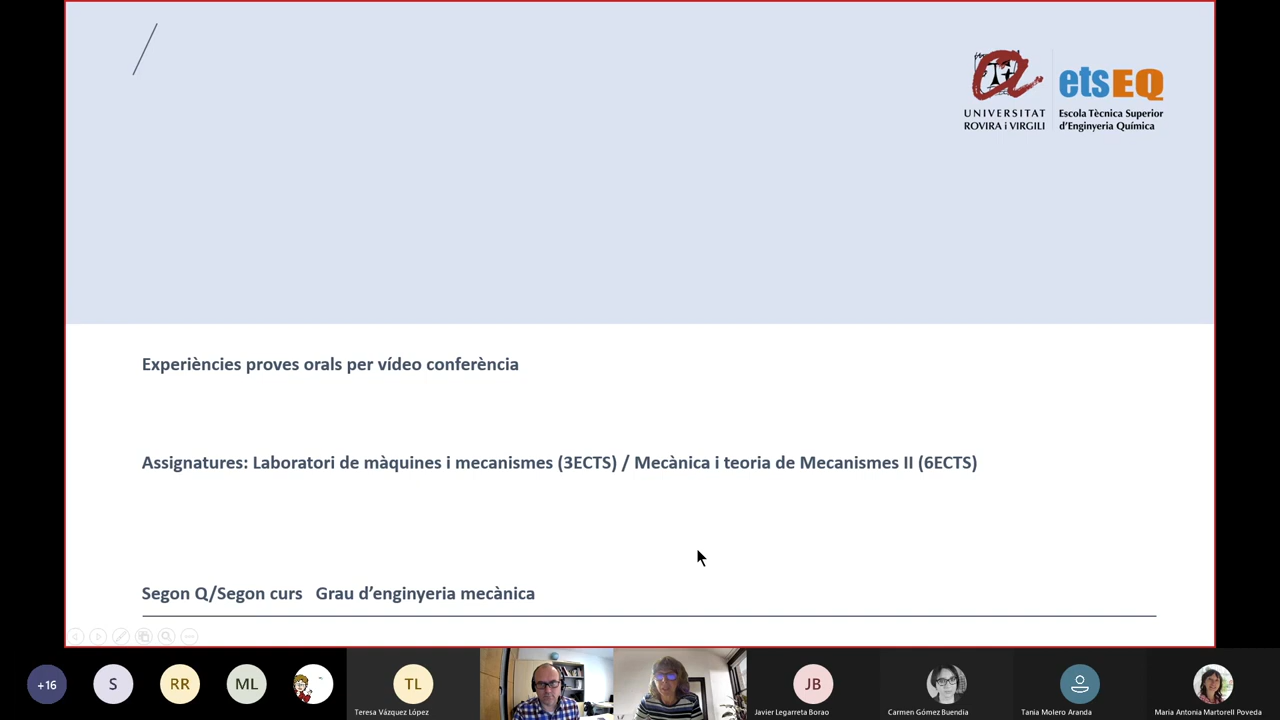 UNIVERSITAT
ROVIRA i VIRGILI
etsEQ
Escola Tècnica Superior
d'Enginyeria Química
Experiències proves orals per vídeo conferència
Assignatures: Laboratori de màquines i mecanismes (3ECTS) / Mecànica i teoria de Mecanismes II (6ECTS)
Segon Q/Segon curs Grau d’enginyeria mecànica
+16
S
RR
ML
TL
JB
Teresa Vázquez López
Javier Legarreta Borao
Carmen Gómez Buendia
Tania Molero Aranda
Maria Antonia Martorell Poveda